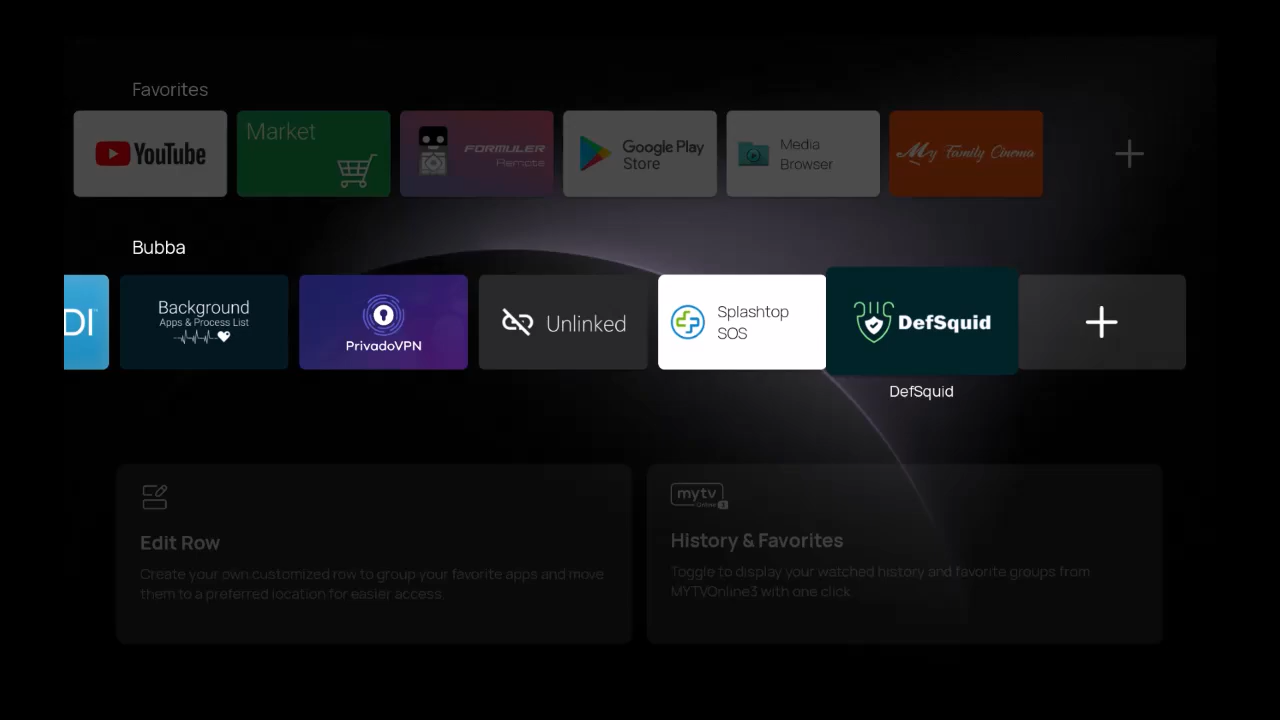 Favorites
YouTube
Market
FORMULER
Remote
Google Play
Store
Media
Browser
My Family Cinema
Bubba
DI
Background
Apps & Process List
PrivadoVPN
Unlinked
Splashtop
SOS
DefSquid
DefSquid
Edit Row
Create your own customized row to group your favorite apps and move
them to a preferred location for easier access.
mytv
Online 3
History & Favorites
Toggle to display your watched history and favorite groups from
MYTVOnline3 with one click